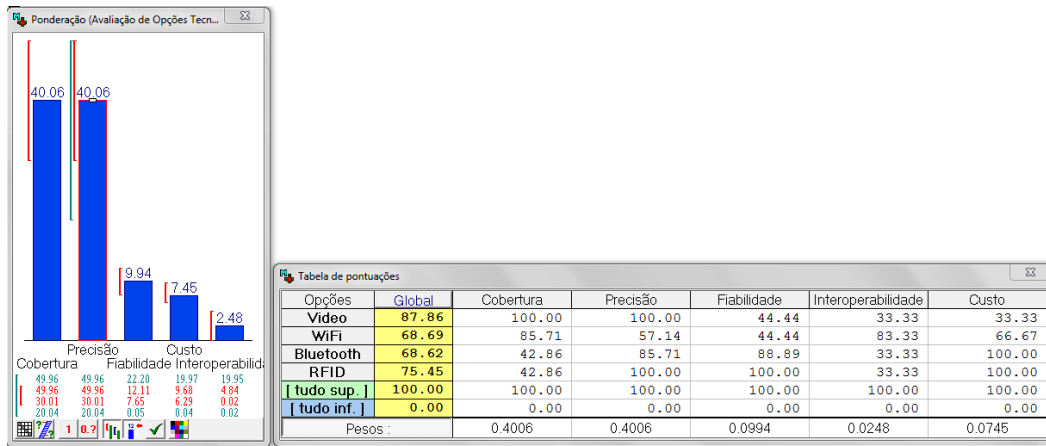 Ponderação (Avaliação de Opções Tecn...
40.06 40.06
9.94
7.45
2.48
Precisão Custo
Cobertura Fiabilidade Interoperabilida
49.96 49.96 22.20 19.97 19.95
49.96 49.96 12.11 9.68 4.84
30.01 30.01 7.65 6.29 0.02
20.04 20.04 0.05 0.04 0.02
1 0.? 12
Tabela de pontuações
Opções Global Cobertura Precisão Fiabilidade Interoperabilidade Custo
Video 87.86 100.00 100.00 44.44 33.33 33.33
WiFi 68.69 85.71 57.14 44.44 83.33 66.67
Bluetooth 68.62 42.86 85.71 88.89 33.33 100.00
RFID 75.45 42.86 100.00 100.00 33.33 100.00
[ tudo sup. ] 100.00 100.00 100.00 100.00 100.00 100.00
[ tudo inf. ] 0.00 0.00 0.00 0.00 0.00 0.00
Pesos : 0.4006 0.4006 0.0994 0.0248 0.0745